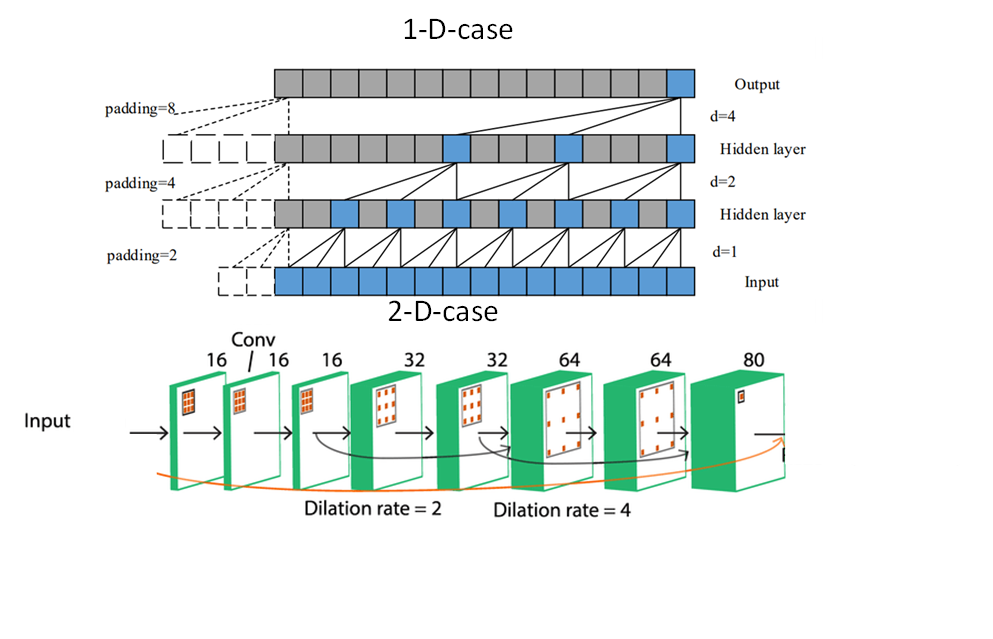 1-D-case
Output
padding=8
d=4
Hidden layer
padding=4
d=2
Hidden layer
padding=2
d=1
Input
2-D-case
Conv
16 16 16 32 32 64 64 80
Input
Dilation rate = 2 Dilation rate = 4